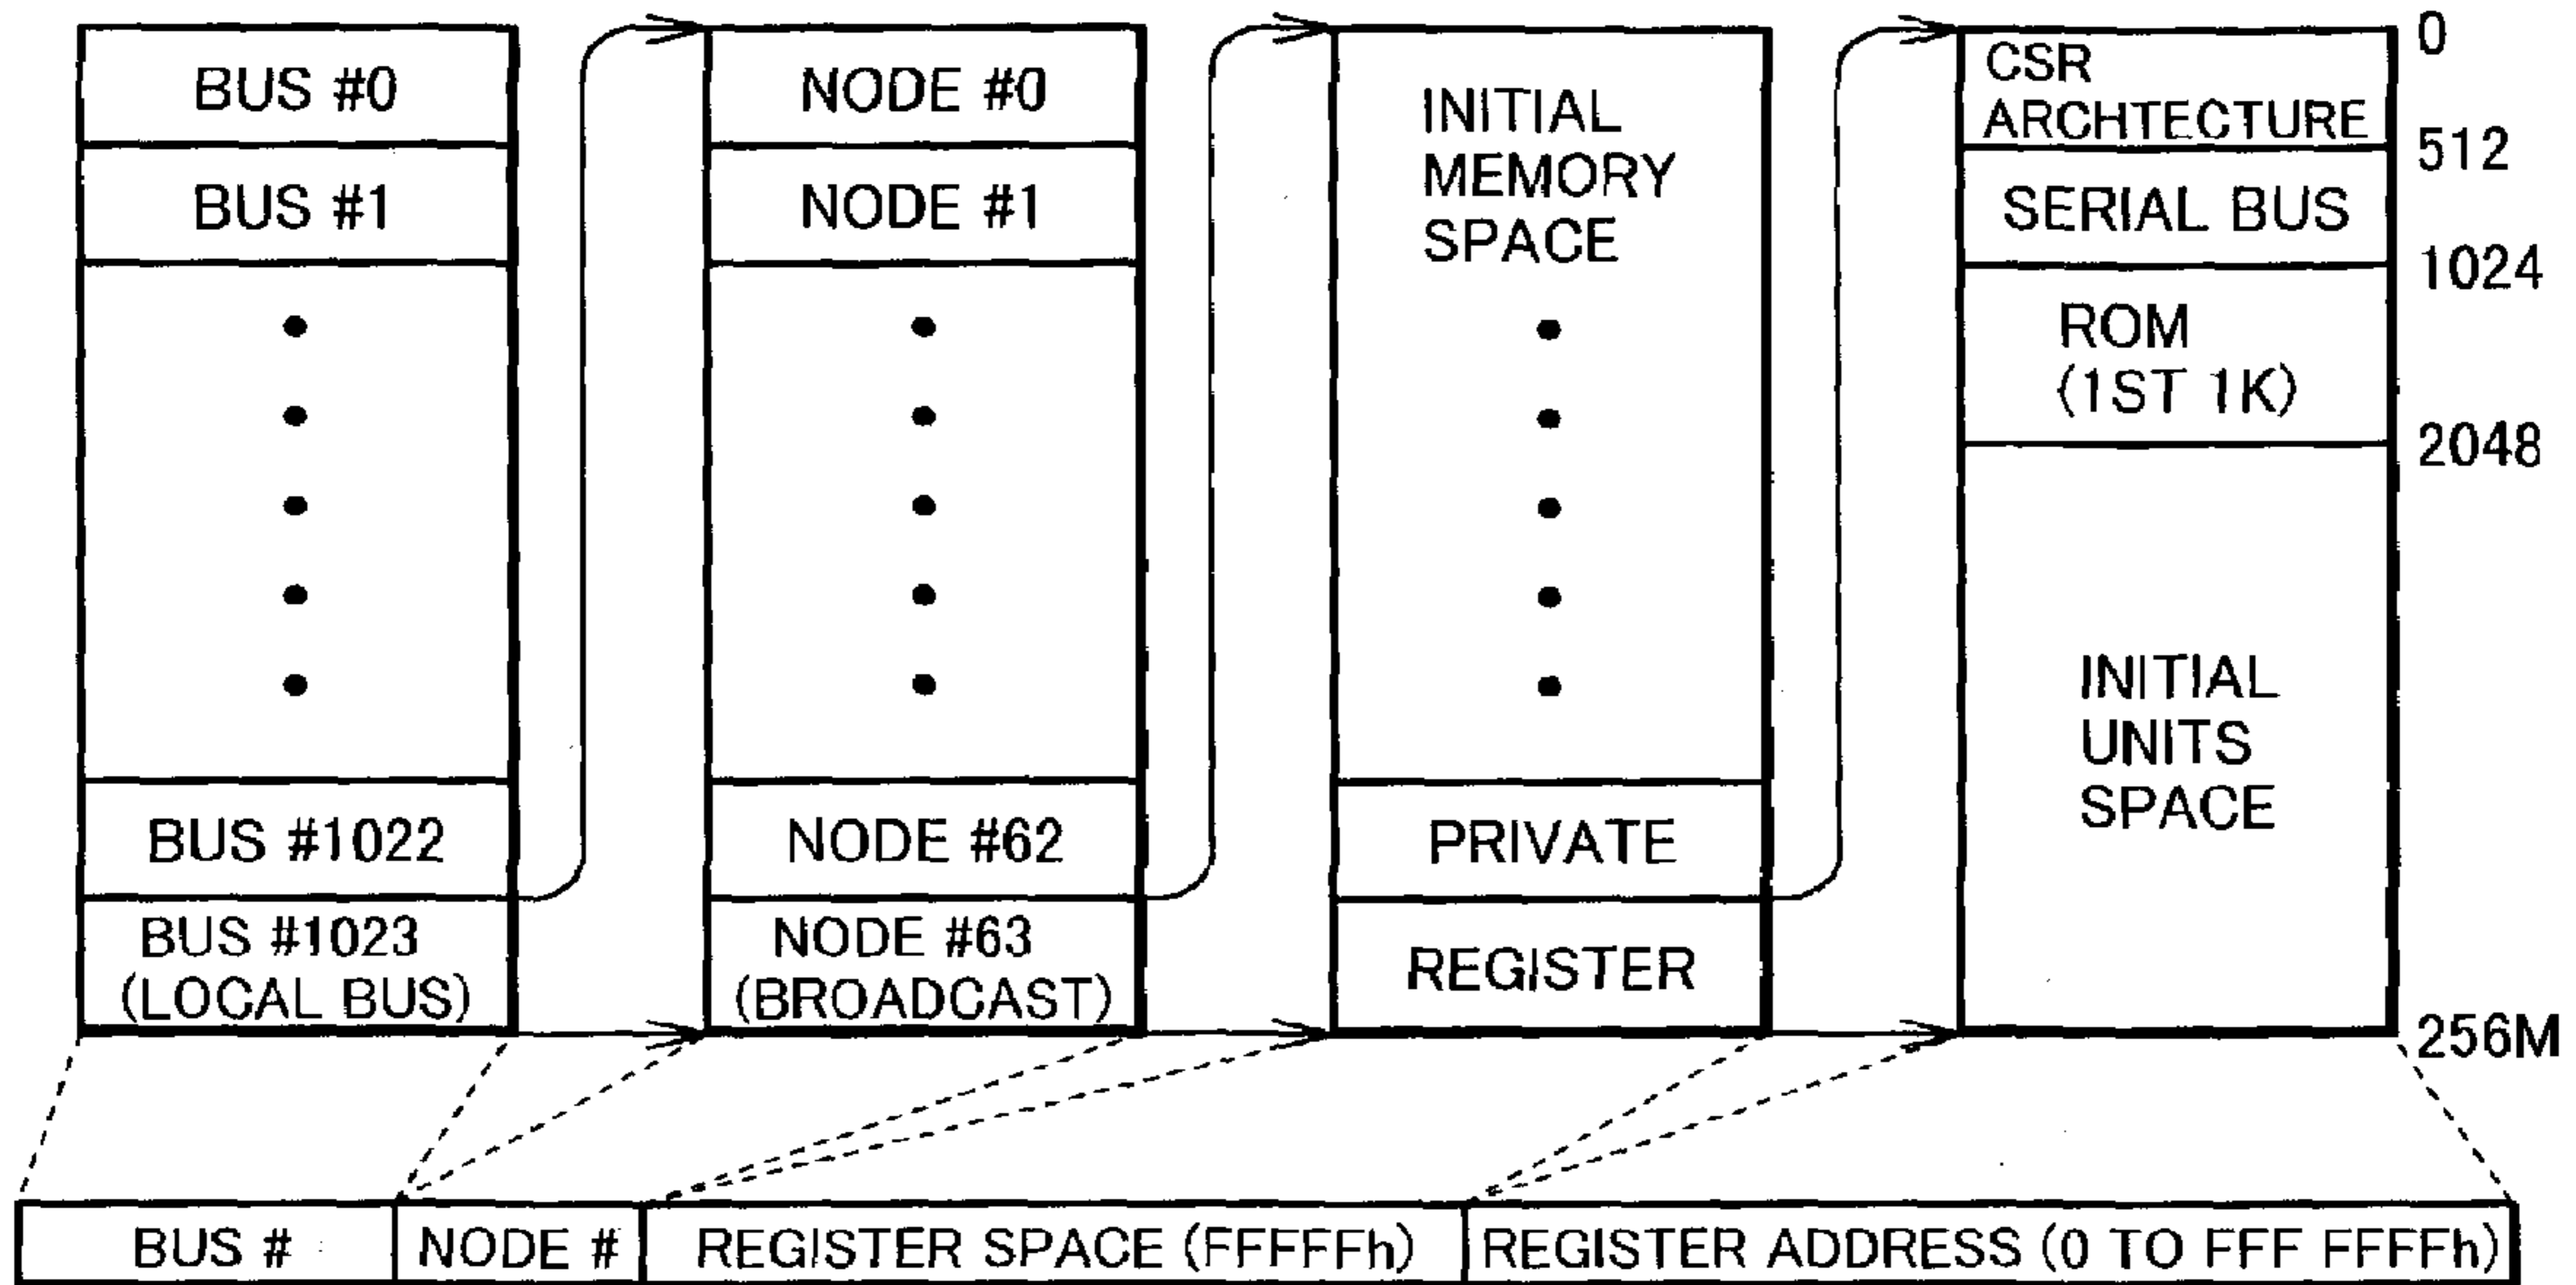 BUS #0
BUS #1
BUS #1022
BUS #1023
(LOCAL BUS)
NODE #0
NODE #1
NODE #62
NODE #63
(BROADCAST)
INITIAL
MEMORY
SPACE
PRIVATE
REGISTER
CSR
ARCHTECTURE
SERIAL BUS
ROM
(1ST 1K)
INITIAL
UNITS
SPACE
0
512
1024
2048
256M
BUS #
NODE #
REGISTER SPACE (FFFFFh)
REGISTER ADDRESS (0 TO FFF FFFFh)